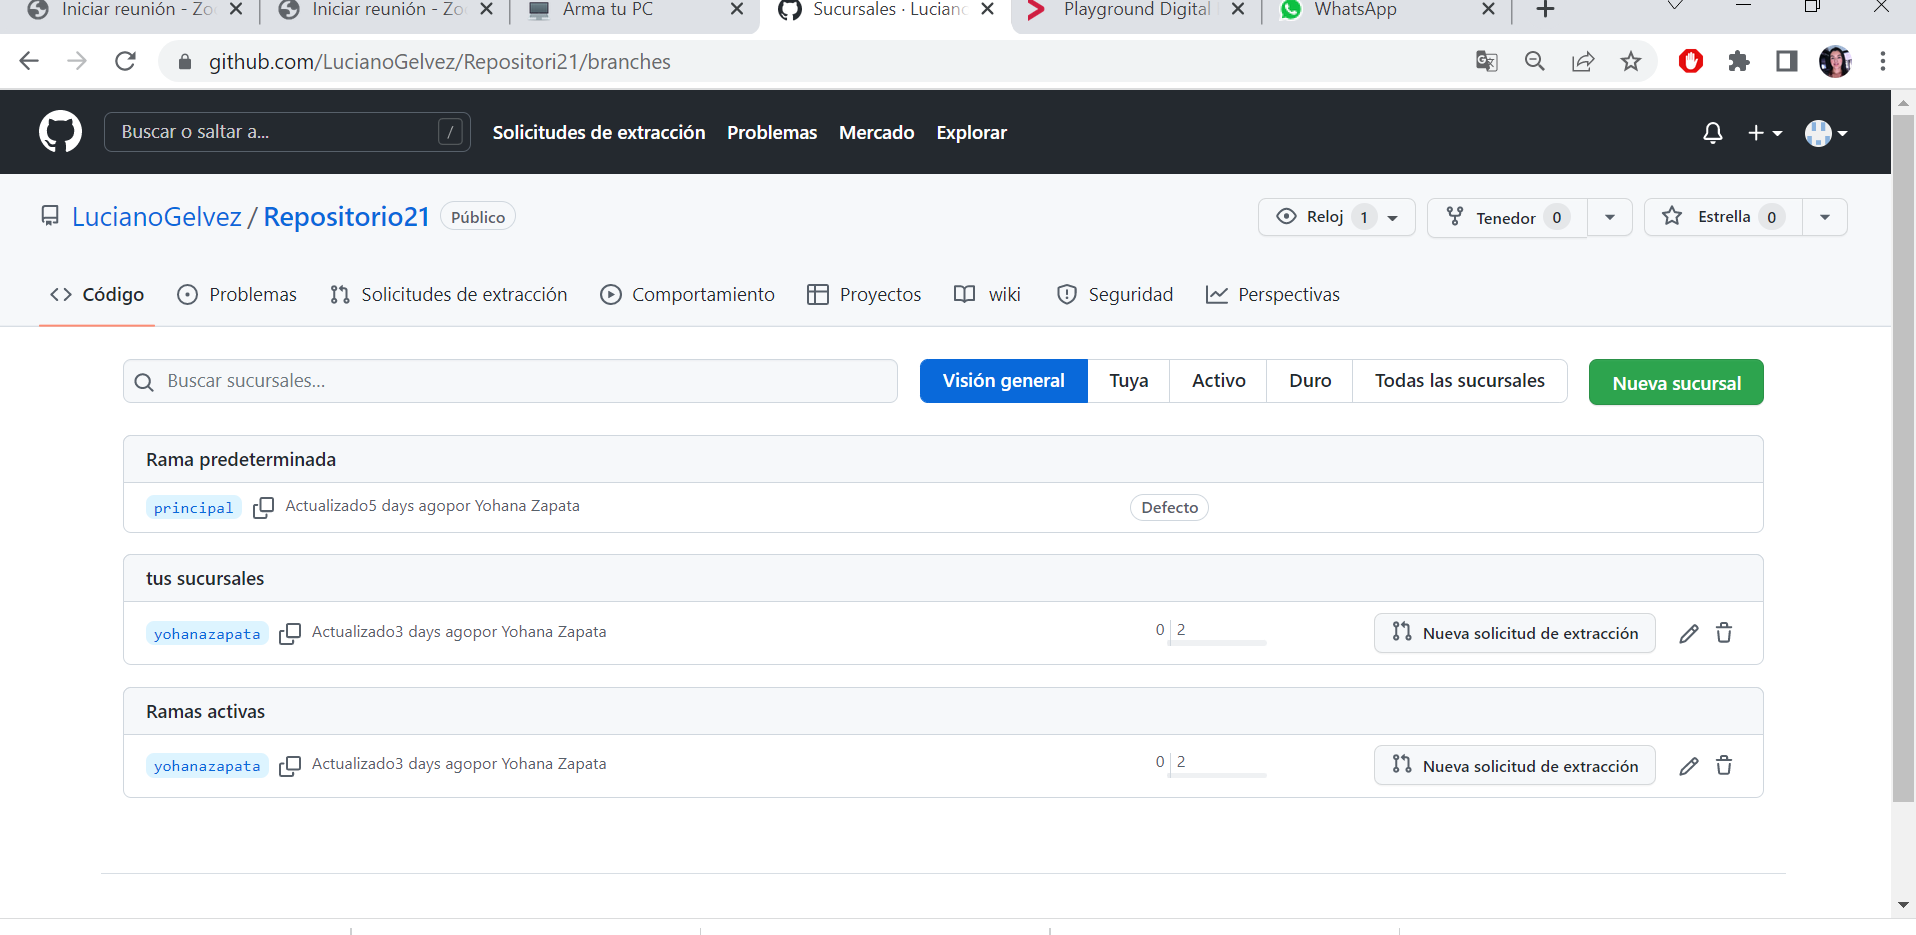 Iniciar reunión - Zo
Iniciar reunión - Zo
Arma tu PC
Sucursales · Luciano
Playground Digital
WhatsApp
github.com/LucianoGelvez/Repositori21/branches
Buscar o saltar a...
/
Solicitudes de extracción
Problemas
Mercado
Explorar
LucianoGelvez / Repositorio21
Público
Reloj 1
Tenedor 0
Estrella 0
Código
Problemas
Solicitudes de extracción
Comportamiento
Proyectos
wiki
Seguridad
Perspectivas
Buscar sucursales...
Visión general
Tuya
Activo
Duro
Todas las sucursales
Nueva sucursal
Rama predeterminada
principal
Actualizado5 days agopor Yohana Zapata
Defecto
tus sucursales
yohanazapata
Actualizado3 days agopor Yohana Zapata
0 2
Nueva solicitud de extracción
Ramas activas
yohanazapata
Actualizado3 days agopor Yohana Zapata
0 2
Nueva solicitud de extracción